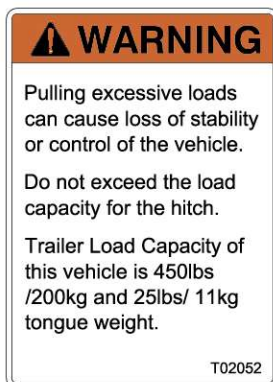 WARNING
Pulling excessive loads
can cause loss of stability
or control of the vehicle.
Do not exceed the load
capacity for the hitch.
Trailer Load Capacity of
this vehicle is 450lbs
/200kg and 25lbs/ 11kg
tongue weight.
T02052